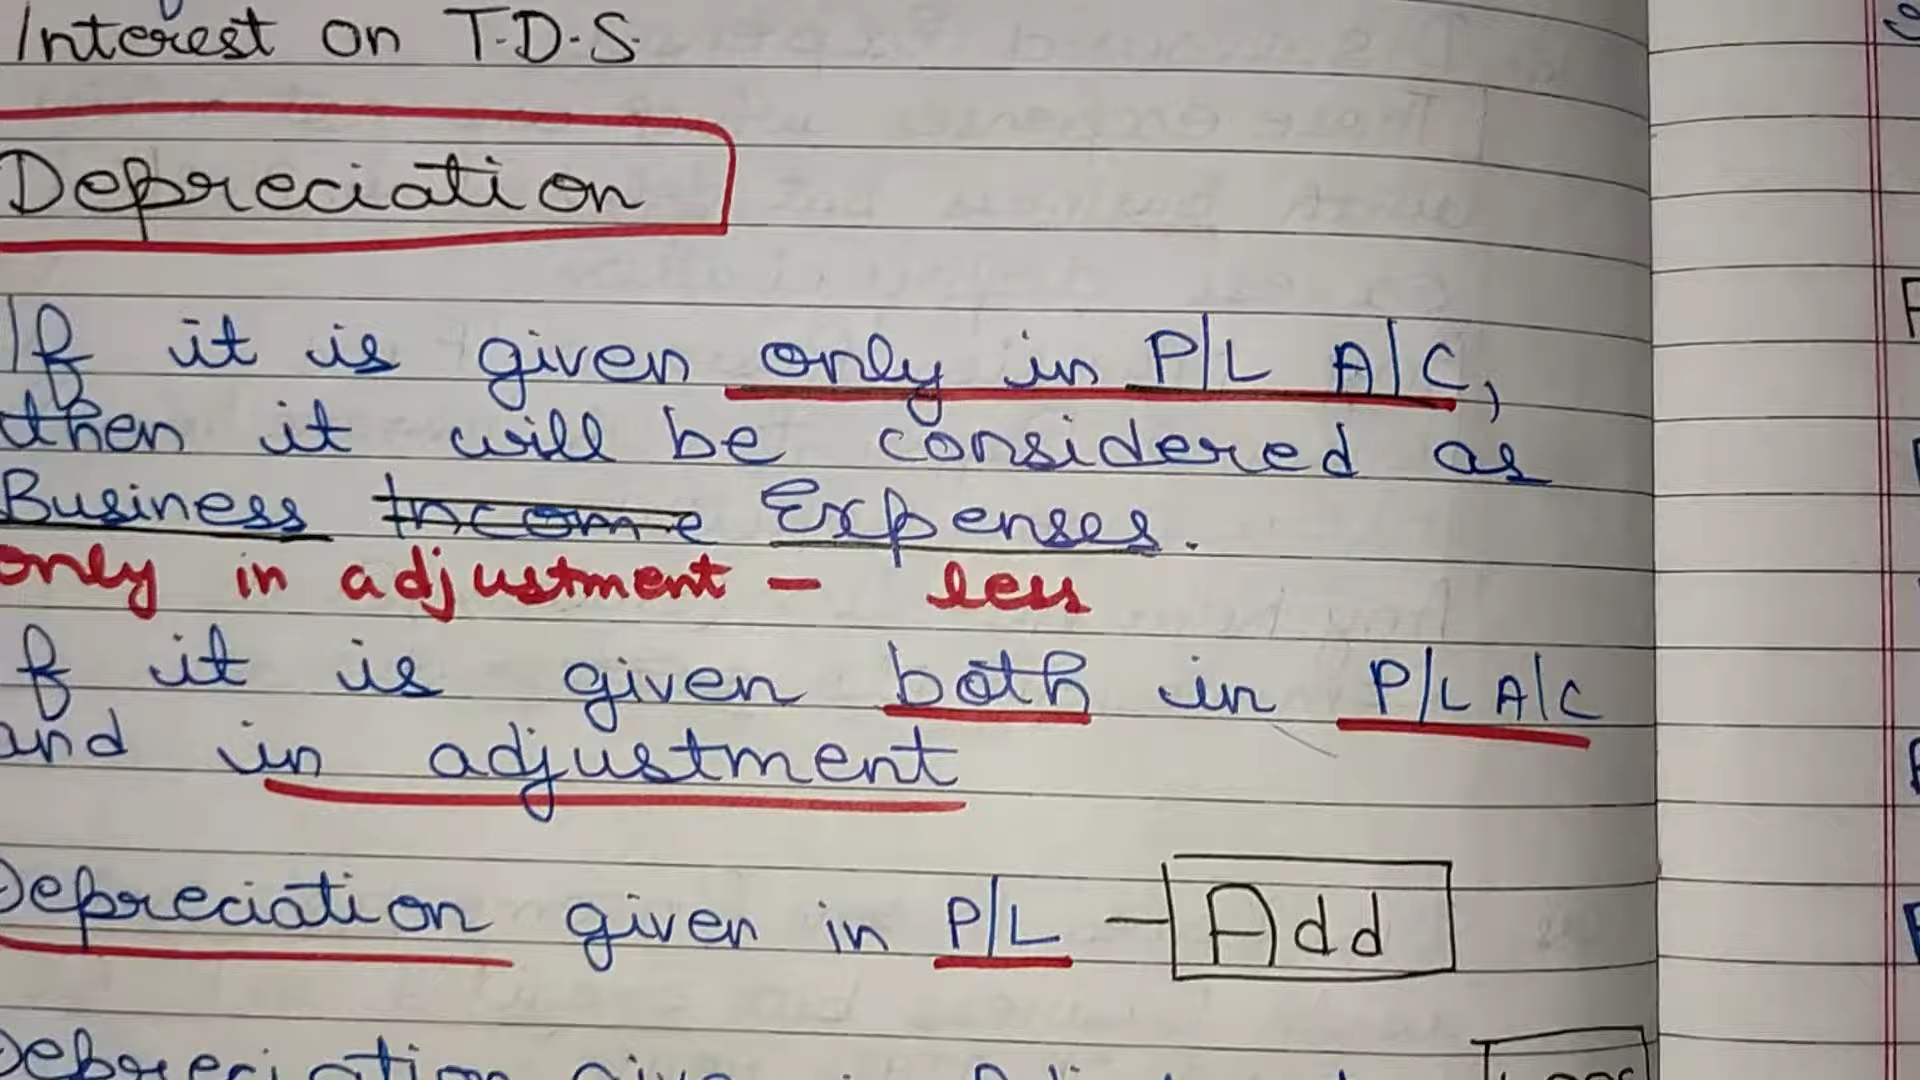 Interest on T.D.S.
Depreciation
If it is given only in P/L A/C,
then it will be considered as
Business Income Expenses.
only in adjustment - less
If it is given both in P/L A/C
and in adjustment
Depreciation given in P/L - Add
Depreciation